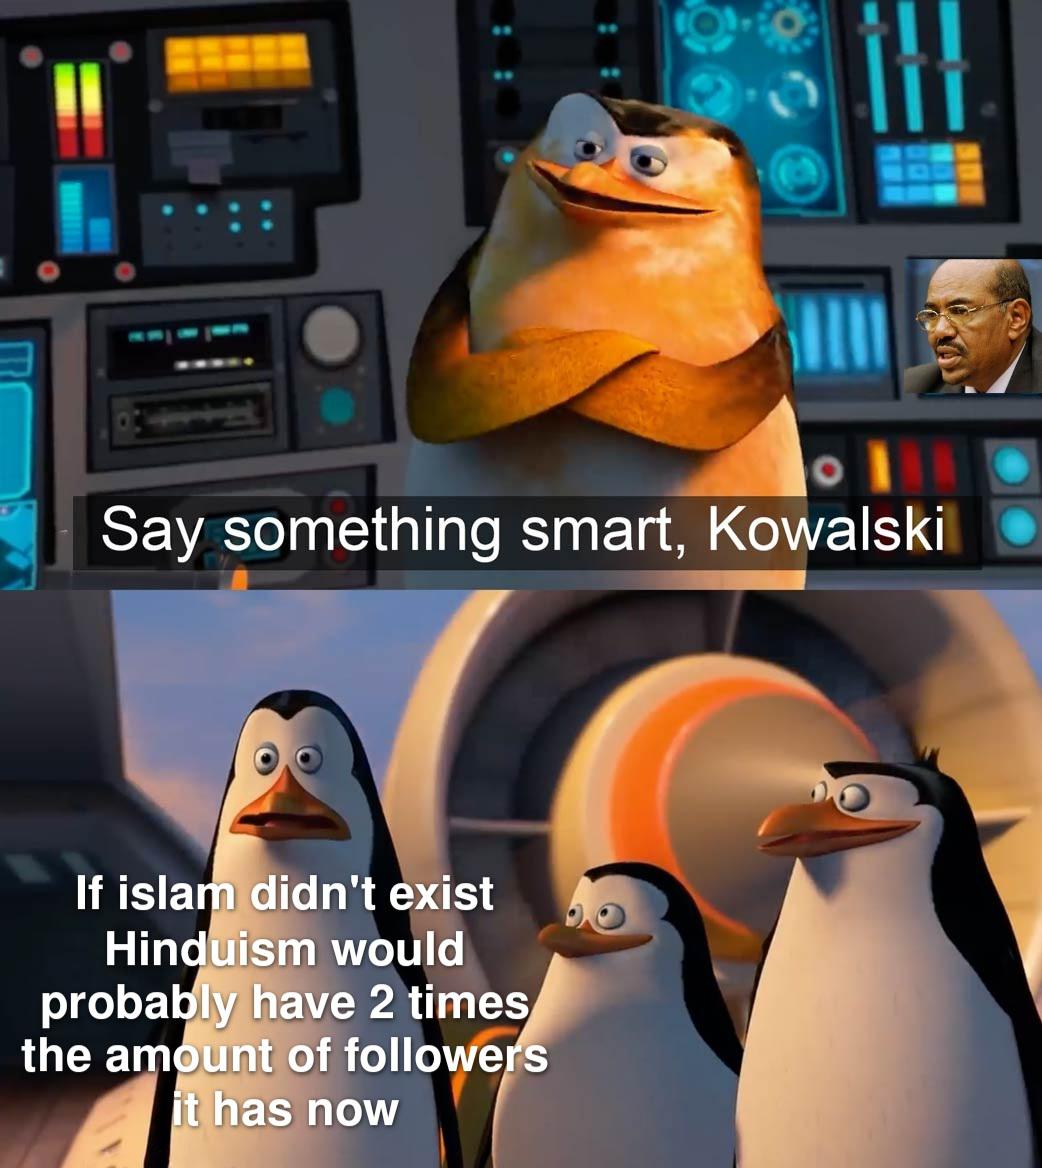 Say something smart, Kowalski
If islam didn't exist
Hinduism would
probably have 2 times
the amount of followers
it has now